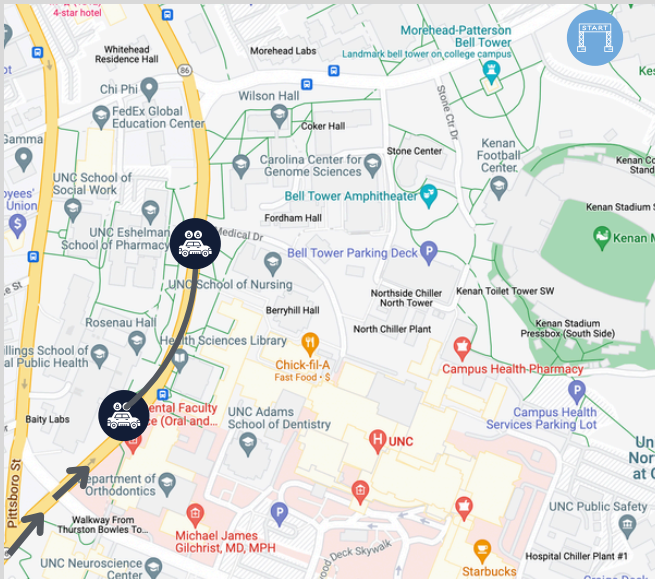 4-star hotel
Whitehead
Residence Hall
Morehead Labs
Morehead-Patterson
Bell Tower
Landmark bell tower on college campus
START
86
Chi Phi
FedEx Global
Education Center
Wilson Hall
Coker Hall
Stone Ctr Dr
Kenan
Football
Center
Gamma
Carolina Center for
Genome Sciences
Stone Center
UNC School of
Social Work
Bell Tower Amphitheater
Union
UNC Eshelman
School of Pharmacy
Fordham Hall
Kenan Stadium
Kenan
Medical Dr
Bell Tower Parking Deck
UNC School of Nursing
Northside Chiller
North Tower
Kenan Toilet Tower SW
Berryhill Hall
Rosenau Hall
North Chiller Plant
Kenan Stadium
Pressbox (South Side)
Health Sciences Library
Chick-fil-A
Fast Food • $
Campus Health Pharmacy
Baity Labs
UNC Adams
School of Dentistry
Campus Health
Services Parking Lot
UNC
Pittsboro St
Orthodontics
UNC Public Safety
Walkway From
Thurston Bowles To...
Michael James
Gilchrist, MD, MPH
UNC Neuroscience
Center
Deck Skywalk
Starbucks
Hospital Chiller Plant #1